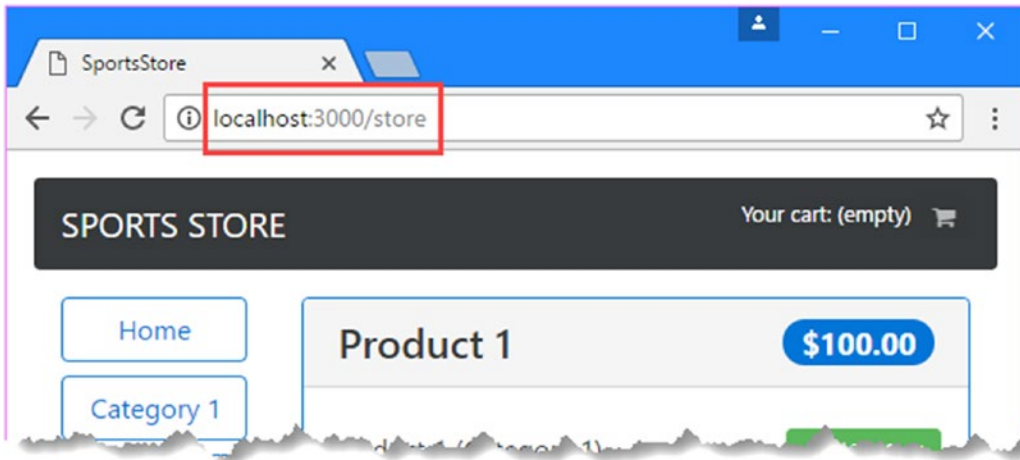 SportsStore
localhost:3000/store
SPORTS STORE
Your cart: (empty)
Home
Product 1
$100.00
Category 1